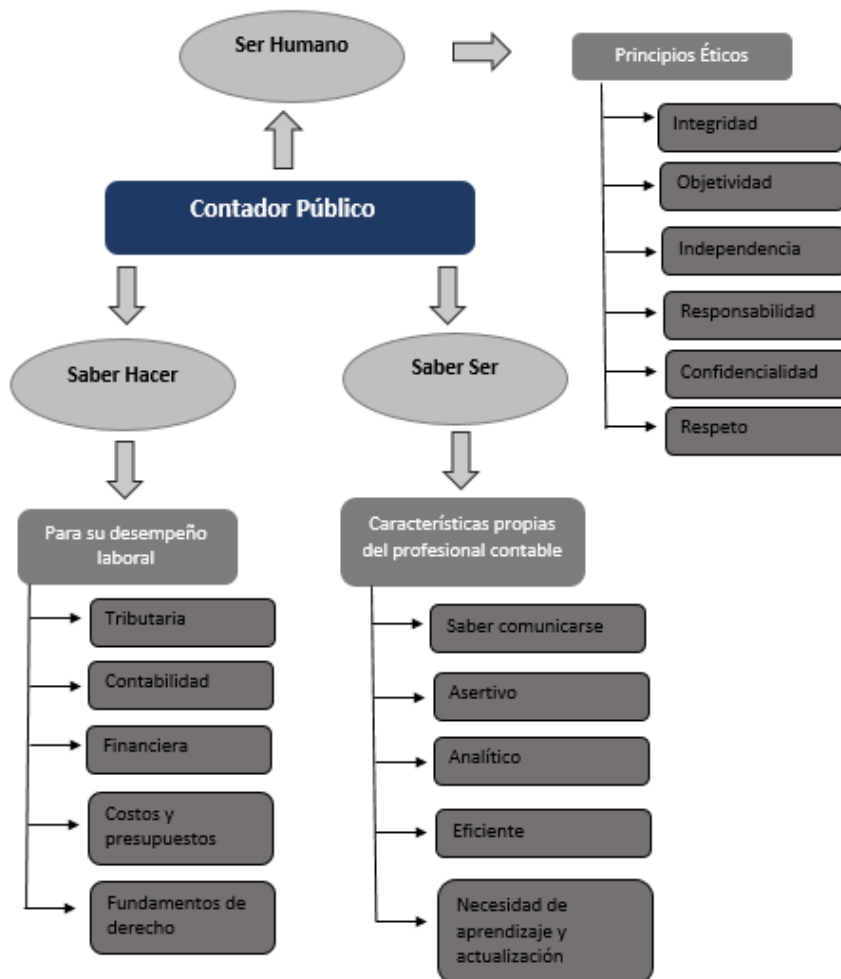 Ser Humano
Principios Éticos
Integridad
Objetividad
Independencia
Responsabilidad
Confidencialidad
Respeto
Contador Público
Saber Hacer
Para su desempeño
laboral
Tributaria
Contabilidad
Financiera
Costos y
presupuestos
Fundamentos de
derecho
Saber Ser
Características propias
del profesional contable
Saber comunicarse
Asertivo
Analítico
Eficiente
Necesidad de
aprendizaje y
actualización